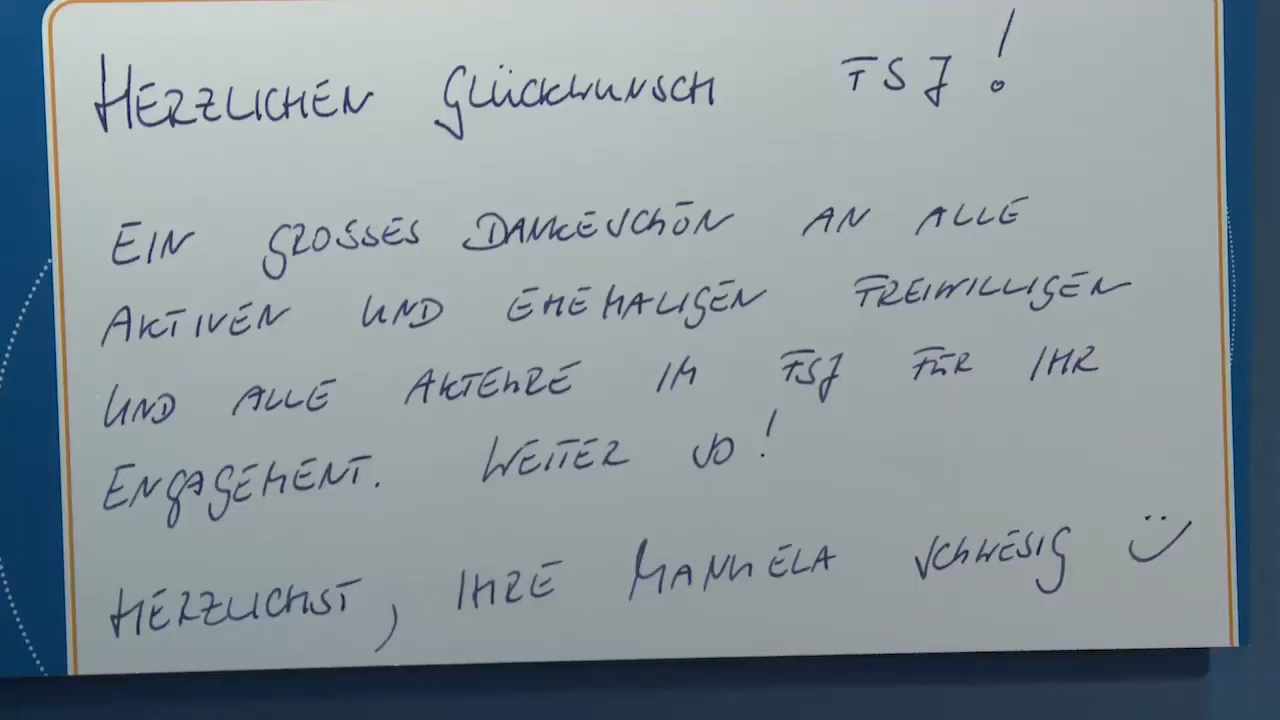 HERZLICHEN GLÜCKWUNSCH FSJ!
EIN GROSSES DANKESCHÖN AN ALLE
AKTIVEN UND EHEMALIGEN FREIWILLIGEN
UND ALLE AKTEURE IM FSJ FÜR IHR
ENGAGEMENT. WEITER SO!
HERZLICHST, IHRE MANUELA SCHWESIG :)